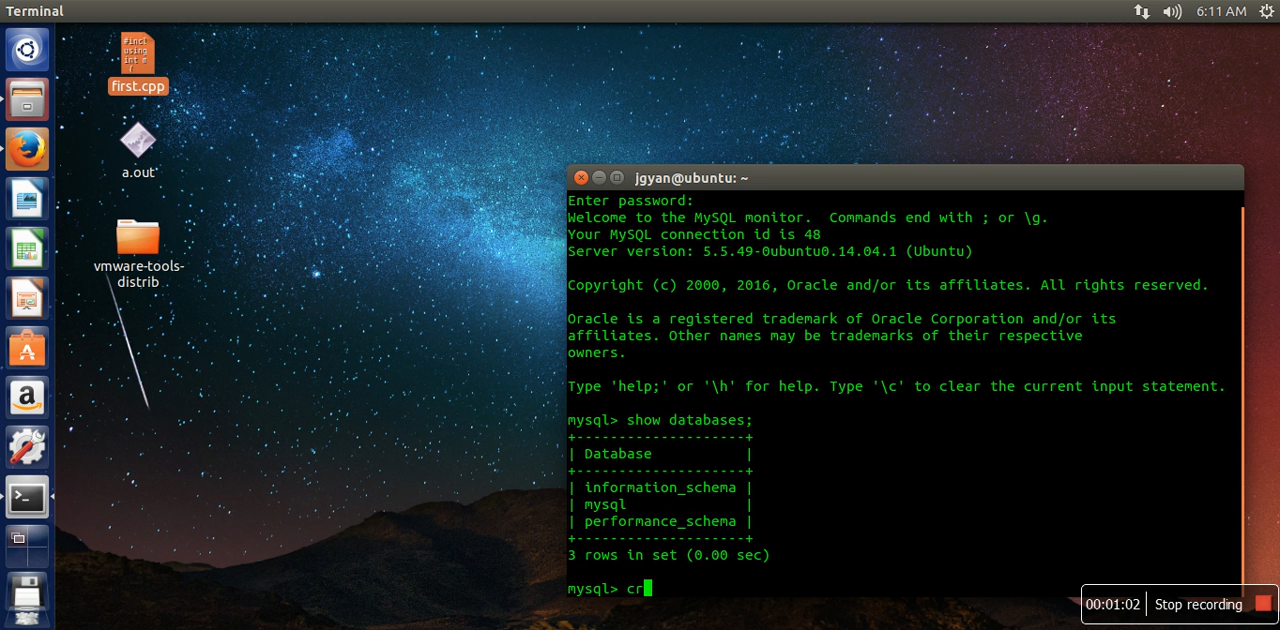 Terminal
6:11 AM
#incl
using
int m
{
first.cpp
a.out
vmware-tools-
distrib
jgyan@ubuntu: ~
Enter password:
Welcome to the MySQL monitor.  Commands end with ; or \g.
Your MySQL connection id is 48
Server version: 5.5.49-0ubuntu0.14.04.1 (Ubuntu)
Copyright (c) 2000, 2016, Oracle and/or its affiliates. All rights reserved.
Oracle is a registered trademark of Oracle Corporation and/or its
affiliates. Other names may be trademarks of their respective
owners.
Type 'help;' or '\h' for help. Type '\c' to clear the current input statement.
mysql> show databases;
+--------------------+
| Database           |
+--------------------+
| information_schema |
| mysql              |
| performance_schema |
+--------------------+
3 rows in set (0.00 sec)
mysql> cr
00:01:02 Stop recording